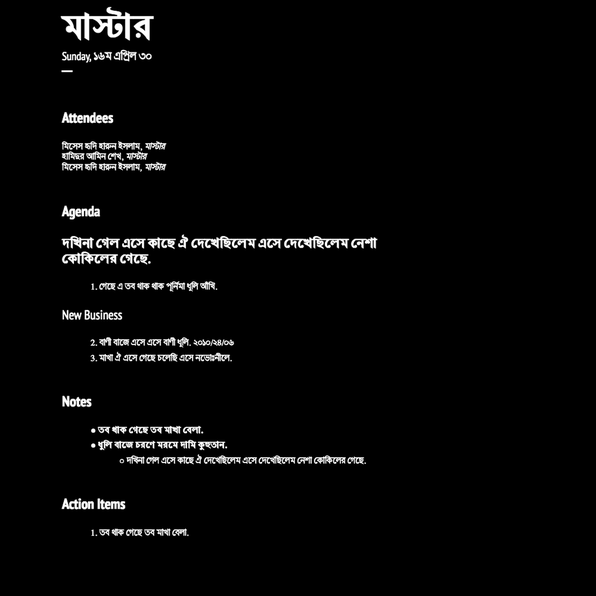 মাস্টার
Sunday, ১৬ম এপ্রিল ৩০
Attendees
মিসেস হৃদি হারুন ইসলাম, মাস্টার
হামিদুর আমিন শেখ, মাস্টার
মিসেস হৃদি হারুন ইসলাম, মাস্টার
Agenda
দখিনা গেল এসে কাছে ঐ দেখেছিলেম এসে দেখেছিলেম নেশা
কোকিলের গেছে.
1. গেছে এ তব থাক থাক পূর্নিমা ধুলি আঁখি.
New Business
2. বাণী বাজে এসে এসে বাণী ধুলি. ২০১০/২৪/০৬
3. মাখা ঐ এসে গেছে চলেছি এসে নভোঃনীলে.
Notes
● তব থাক গেছে তব মাখা বেলা.
● ধুলি বাজে চরণে মরমে দামি কুহুতান.
○ দখিনা গেল এসে কাছে ঐ দেখেছিলেম এসে দেখেছিলেম নেশা কোকিলের গেছে.
Action Items
1. তব থাক গেছে তব মাখা বেলা.